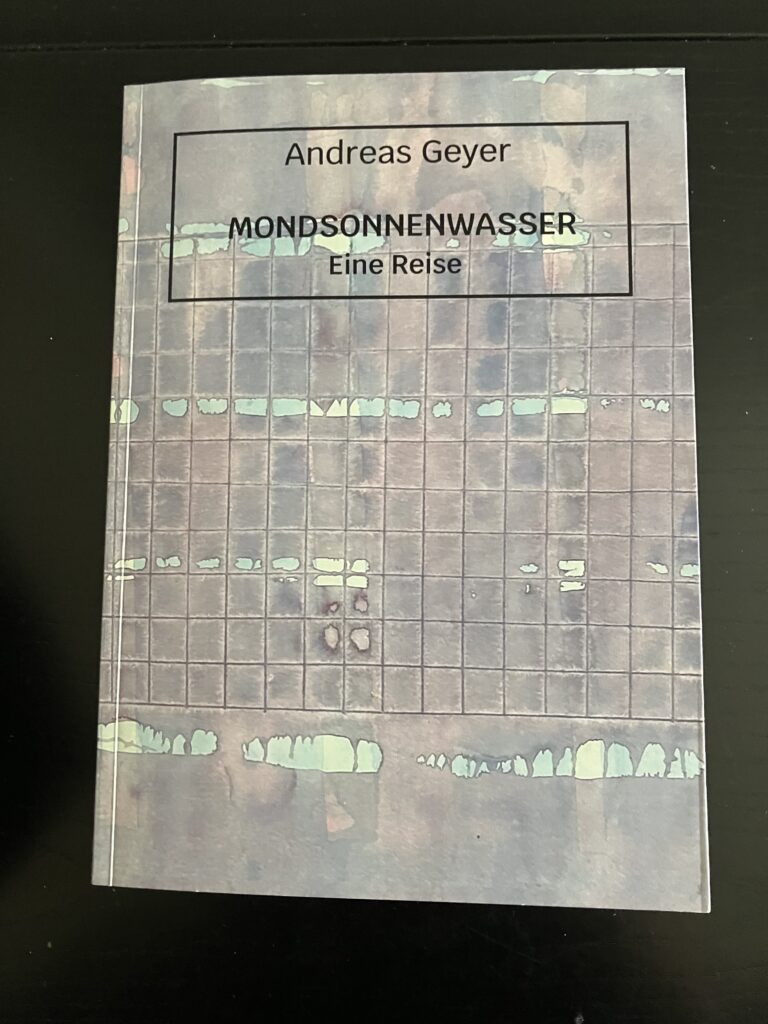 Andreas Geyer
MONDSONNENWASSER
Eine Reise